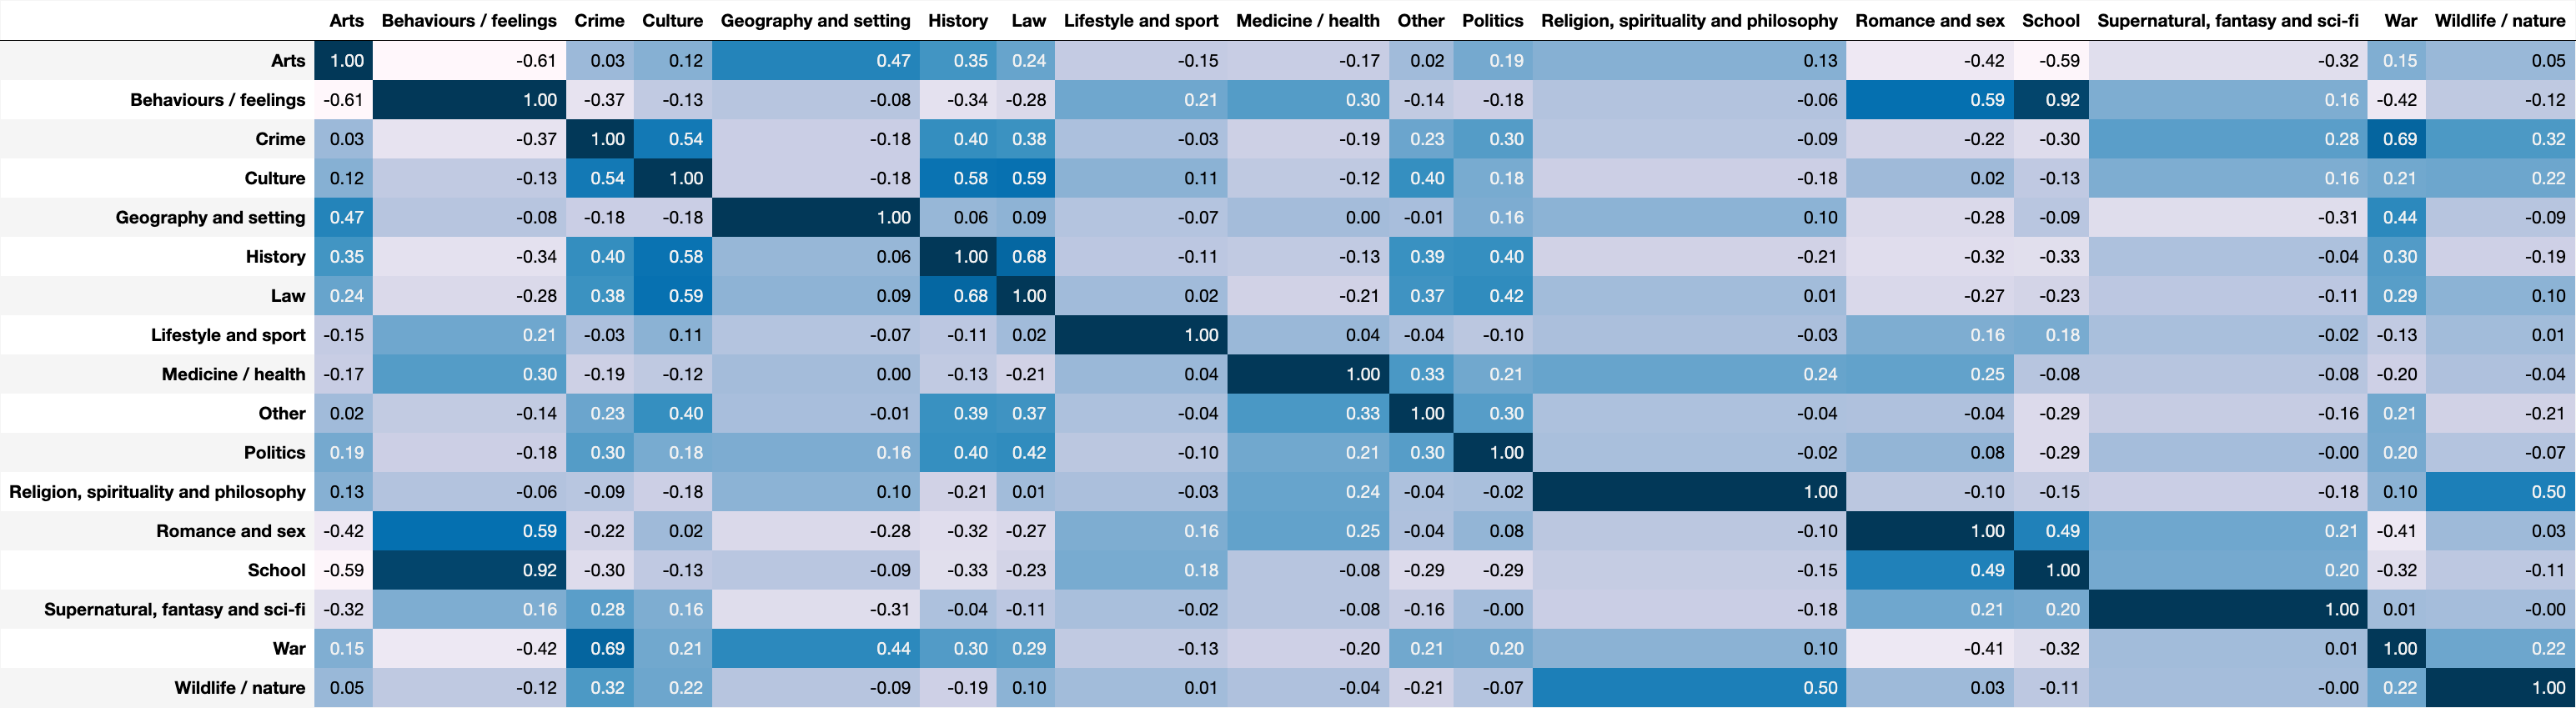 Arts Behaviours / feelings Crime Culture Geography and setting History Law Lifestyle and sport Medicine / health Other Politics Religion, spirituality and philosophy Romance and sex School Supernatural, fantasy and sci-fi War Wildlife / nature
Arts 1.00 -0.61 0.03 0.12 0.47 0.35 0.24 -0.15 -0.17 0.02 0.19 0.13 -0.42 -0.59 -0.32 0.15 0.05
Behaviours / feelings -0.61 1.00 -0.37 -0.13 -0.08 -0.34 -0.28 0.21 0.30 -0.14 -0.18 -0.06 0.59 0.92 0.16 -0.42 -0.12
Crime 0.03 -0.37 1.00 0.54 -0.18 0.40 0.38 -0.03 -0.19 0.23 0.30 -0.09 -0.22 -0.30 0.28 0.69 0.32
Culture 0.12 -0.13 0.54 1.00 -0.18 0.58 0.59 0.11 -0.12 0.40 0.18 -0.18 0.02 -0.13 0.16 0.21 0.22
Geography and setting 0.47 -0.08 -0.18 -0.18 1.00 0.06 0.09 -0.07 0.00 -0.01 0.16 0.10 -0.28 -0.09 -0.31 0.44 -0.09
History 0.35 -0.34 0.40 0.58 0.06 1.00 0.68 -0.11 -0.13 0.39 0.40 -0.21 -0.32 -0.33 -0.04 0.30 -0.19
Law 0.24 -0.28 0.38 0.59 0.09 0.68 1.00 0.02 -0.21 0.37 0.42 0.01 -0.27 -0.23 -0.11 0.29 0.10
Lifestyle and sport -0.15 0.21 -0.03 0.11 -0.07 -0.11 0.02 1.00 0.04 -0.04 -0.10 -0.03 0.16 0.18 -0.02 -0.13 0.01
Medicine / health -0.17 0.30 -0.19 -0.12 0.00 -0.13 -0.21 0.04 1.00 0.33 0.21 0.24 0.25 -0.08 -0.08 -0.20 -0.04
Other 0.02 -0.14 0.23 0.40 -0.01 0.39 0.37 -0.04 0.33 1.00 0.30 -0.04 -0.04 -0.29 -0.16 0.21 -0.21
Politics 0.19 -0.18 0.30 0.18 0.16 0.40 0.42 -0.10 0.21 0.30 1.00 -0.02 0.08 -0.29 -0.00 0.20 -0.07
Religion, spirituality and philosophy 0.13 -0.06 -0.09 -0.18 0.10 -0.21 0.01 -0.03 0.24 -0.04 -0.02 1.00 -0.10 -0.15 -0.18 0.10 0.50
Romance and sex -0.42 0.59 -0.22 0.02 -0.28 -0.32 -0.27 0.16 0.25 -0.04 0.08 -0.10 1.00 0.49 0.21 -0.41 0.03
School -0.59 0.92 -0.30 -0.13 -0.09 -0.33 -0.23 0.18 -0.08 -0.29 -0.29 -0.15 0.49 1.00 0.20 -0.32 -0.11
Supernatural, fantasy and sci-fi -0.32 0.16 0.28 0.16 -0.31 -0.04 -0.11 -0.02 -0.08 -0.16 -0.00 -0.18 0.21 0.20 1.00 0.01 -0.00
War 0.15 -0.42 0.69 0.21 0.44 0.30 0.29 -0.13 -0.20 0.21 0.20 0.10 -0.41 -0.32 0.01 1.00 0.22
Wildlife / nature 0.05 -0.12 0.32 0.22 -0.09 -0.19 0.10 0.01 -0.04 -0.21 -0.07 0.50 0.03 -0.11 -0.00 0.22 1.00